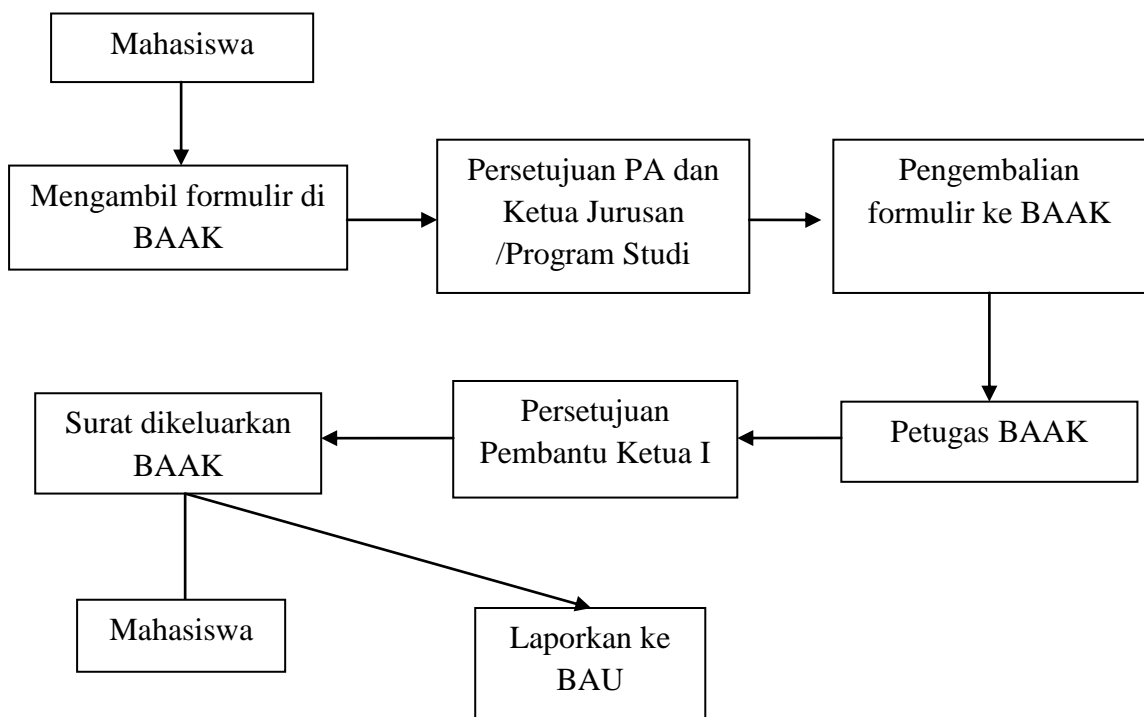 Mahasiswa
Mengambil formulir di
BAAK
Persetujuan PA dan
Ketua Jurusan
/Program Studi
Pengembalian
formulir ke BAAK
Petugas BAAK
Persetujuan
Pembantu Ketua I
Surat dikeluarkan
BAAK
Mahasiswa
Laporkan ke
BAU